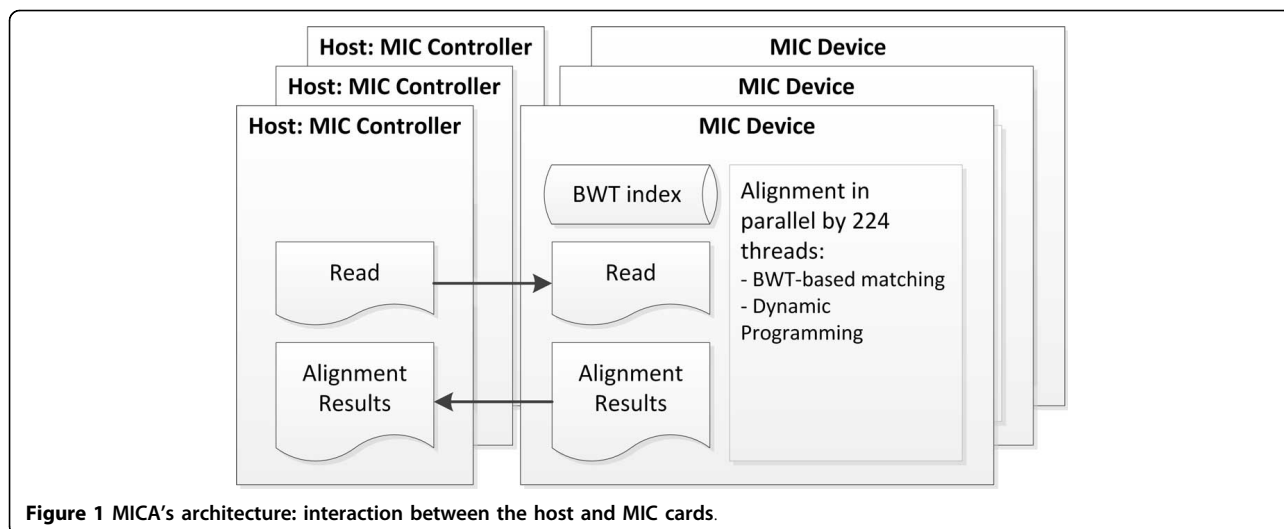 Host: MIC Controller
MIC Device
Host: MIC Controller
MIC Device
Host: MIC Controller
MIC Device
BWT index
Read
Read
Alignment
Results
Alignment
Results
Alignment in
parallel by 224
threads:
- BWT-based matching
- Dynamic
Programming
Figure 1 MICA's architecture: interaction between the host and MIC cards.